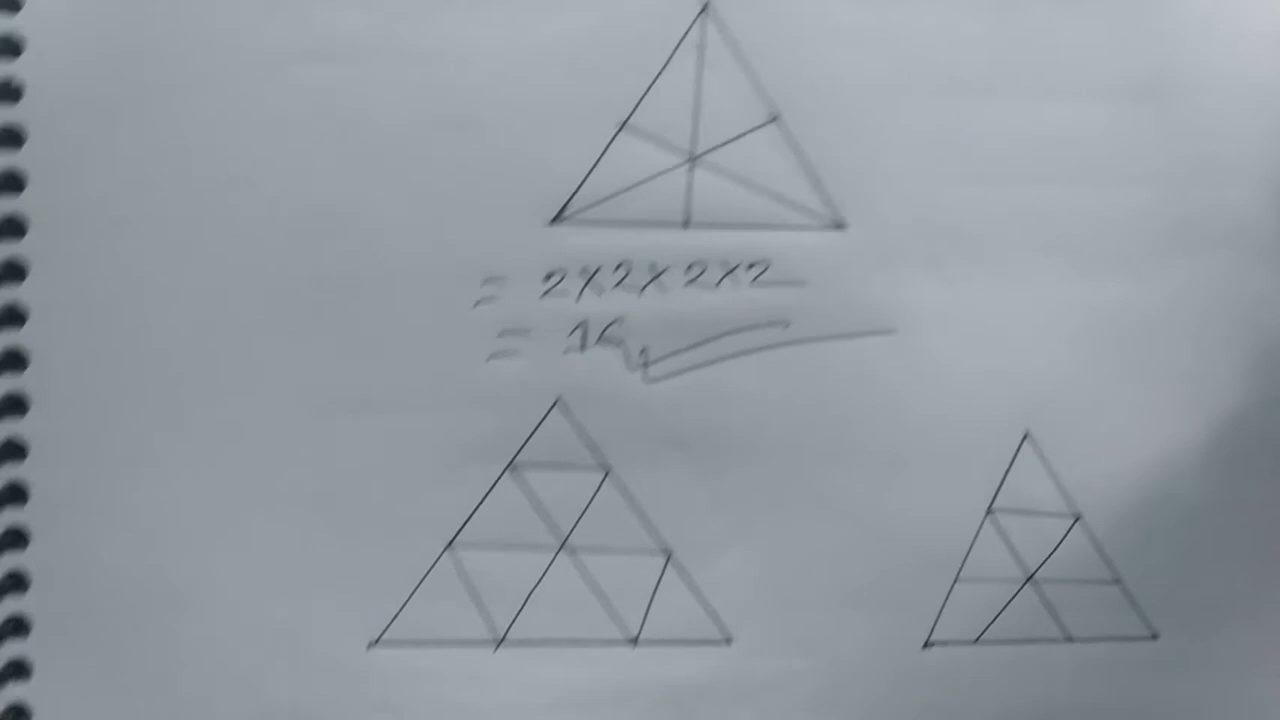 = 2×2×2×2
= 16